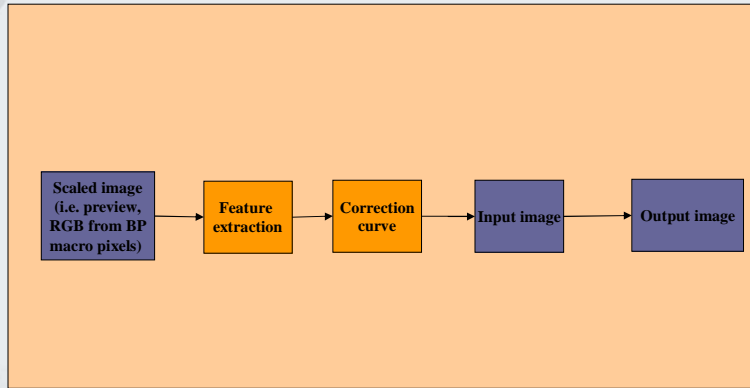 Scaled image
(i.e. preview,
RGB from BP
macro pixels)
Feature
extraction
Correction
curve
Input image
Output image